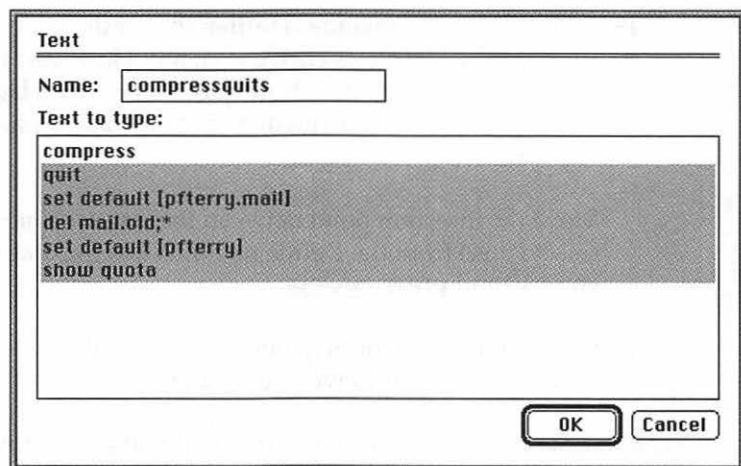 Text
Name: compressquits
Text to type:
compress
quit
set default [pfterry.mail]
del mail.old;*
set default [pfterry]
show quota
OK Cancel